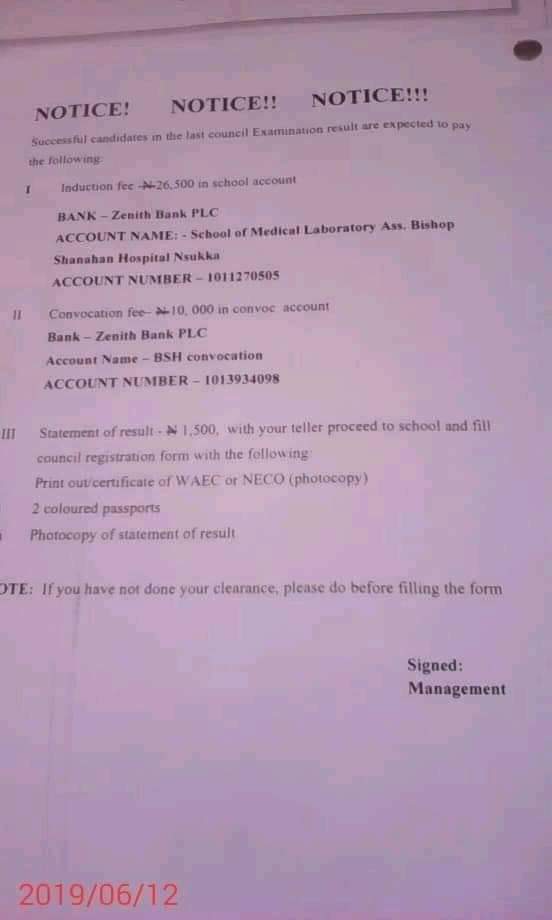 NOTICE! NOTICE!! NOTICE!!!
Successful candidates in the last council Examination result are expected to pay
the following:
I Induction fee -₦26,500 in school account
BANK – Zenith Bank PLC
ACCOUNT NAME: - School of Medical Laboratory Ass. Bishop
Shanahan Hospital Nsukka
ACCOUNT NUMBER – 1011270505
II Convocation fee– ₦10, 000 in convoc account
Bank – Zenith Bank PLC
Account Name – BSH convocation
ACCOUNT NUMBER – 1013934098
III Statement of result - ₦ 1,500, with your teller proceed to school and fill
council registration form with the following:
Print out/certificate of WAEC or NECO (photocopy)
2 coloured passports
Photocopy of statement of result
OTE: If you have not done your clearance, please do before filling the form
Signed:
Management
2019/06/12